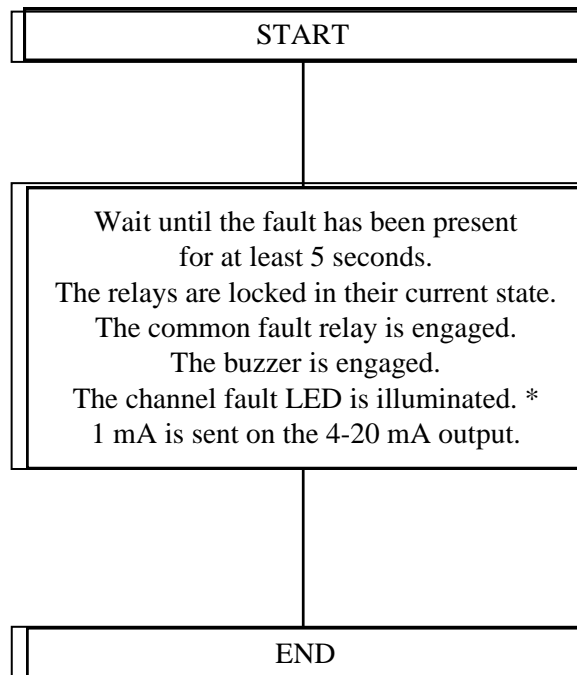 START
Wait until the fault has been present
for at least 5 seconds.
The relays are locked in their current state.
The common fault relay is engaged.
The buzzer is engaged.
The channel fault LED is illuminated. *
1 mA is sent on the 4-20 mA output.
END